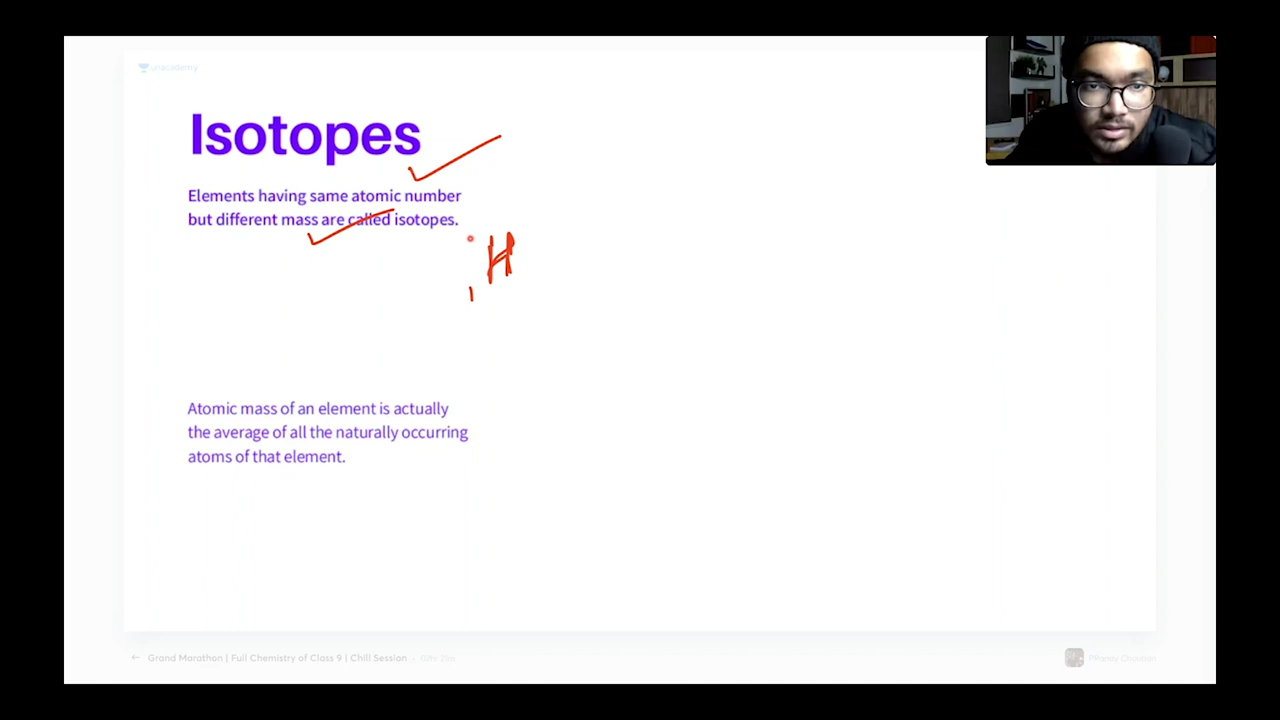 unacademy
Isotopes
Elements having same atomic number
but different mass are called isotopes.
H
1
Atomic mass of an element is actually
the average of all the naturally occurring
atoms of that element.
← Grand Marathon | Full Chemistry of Class 9 | Chill Session